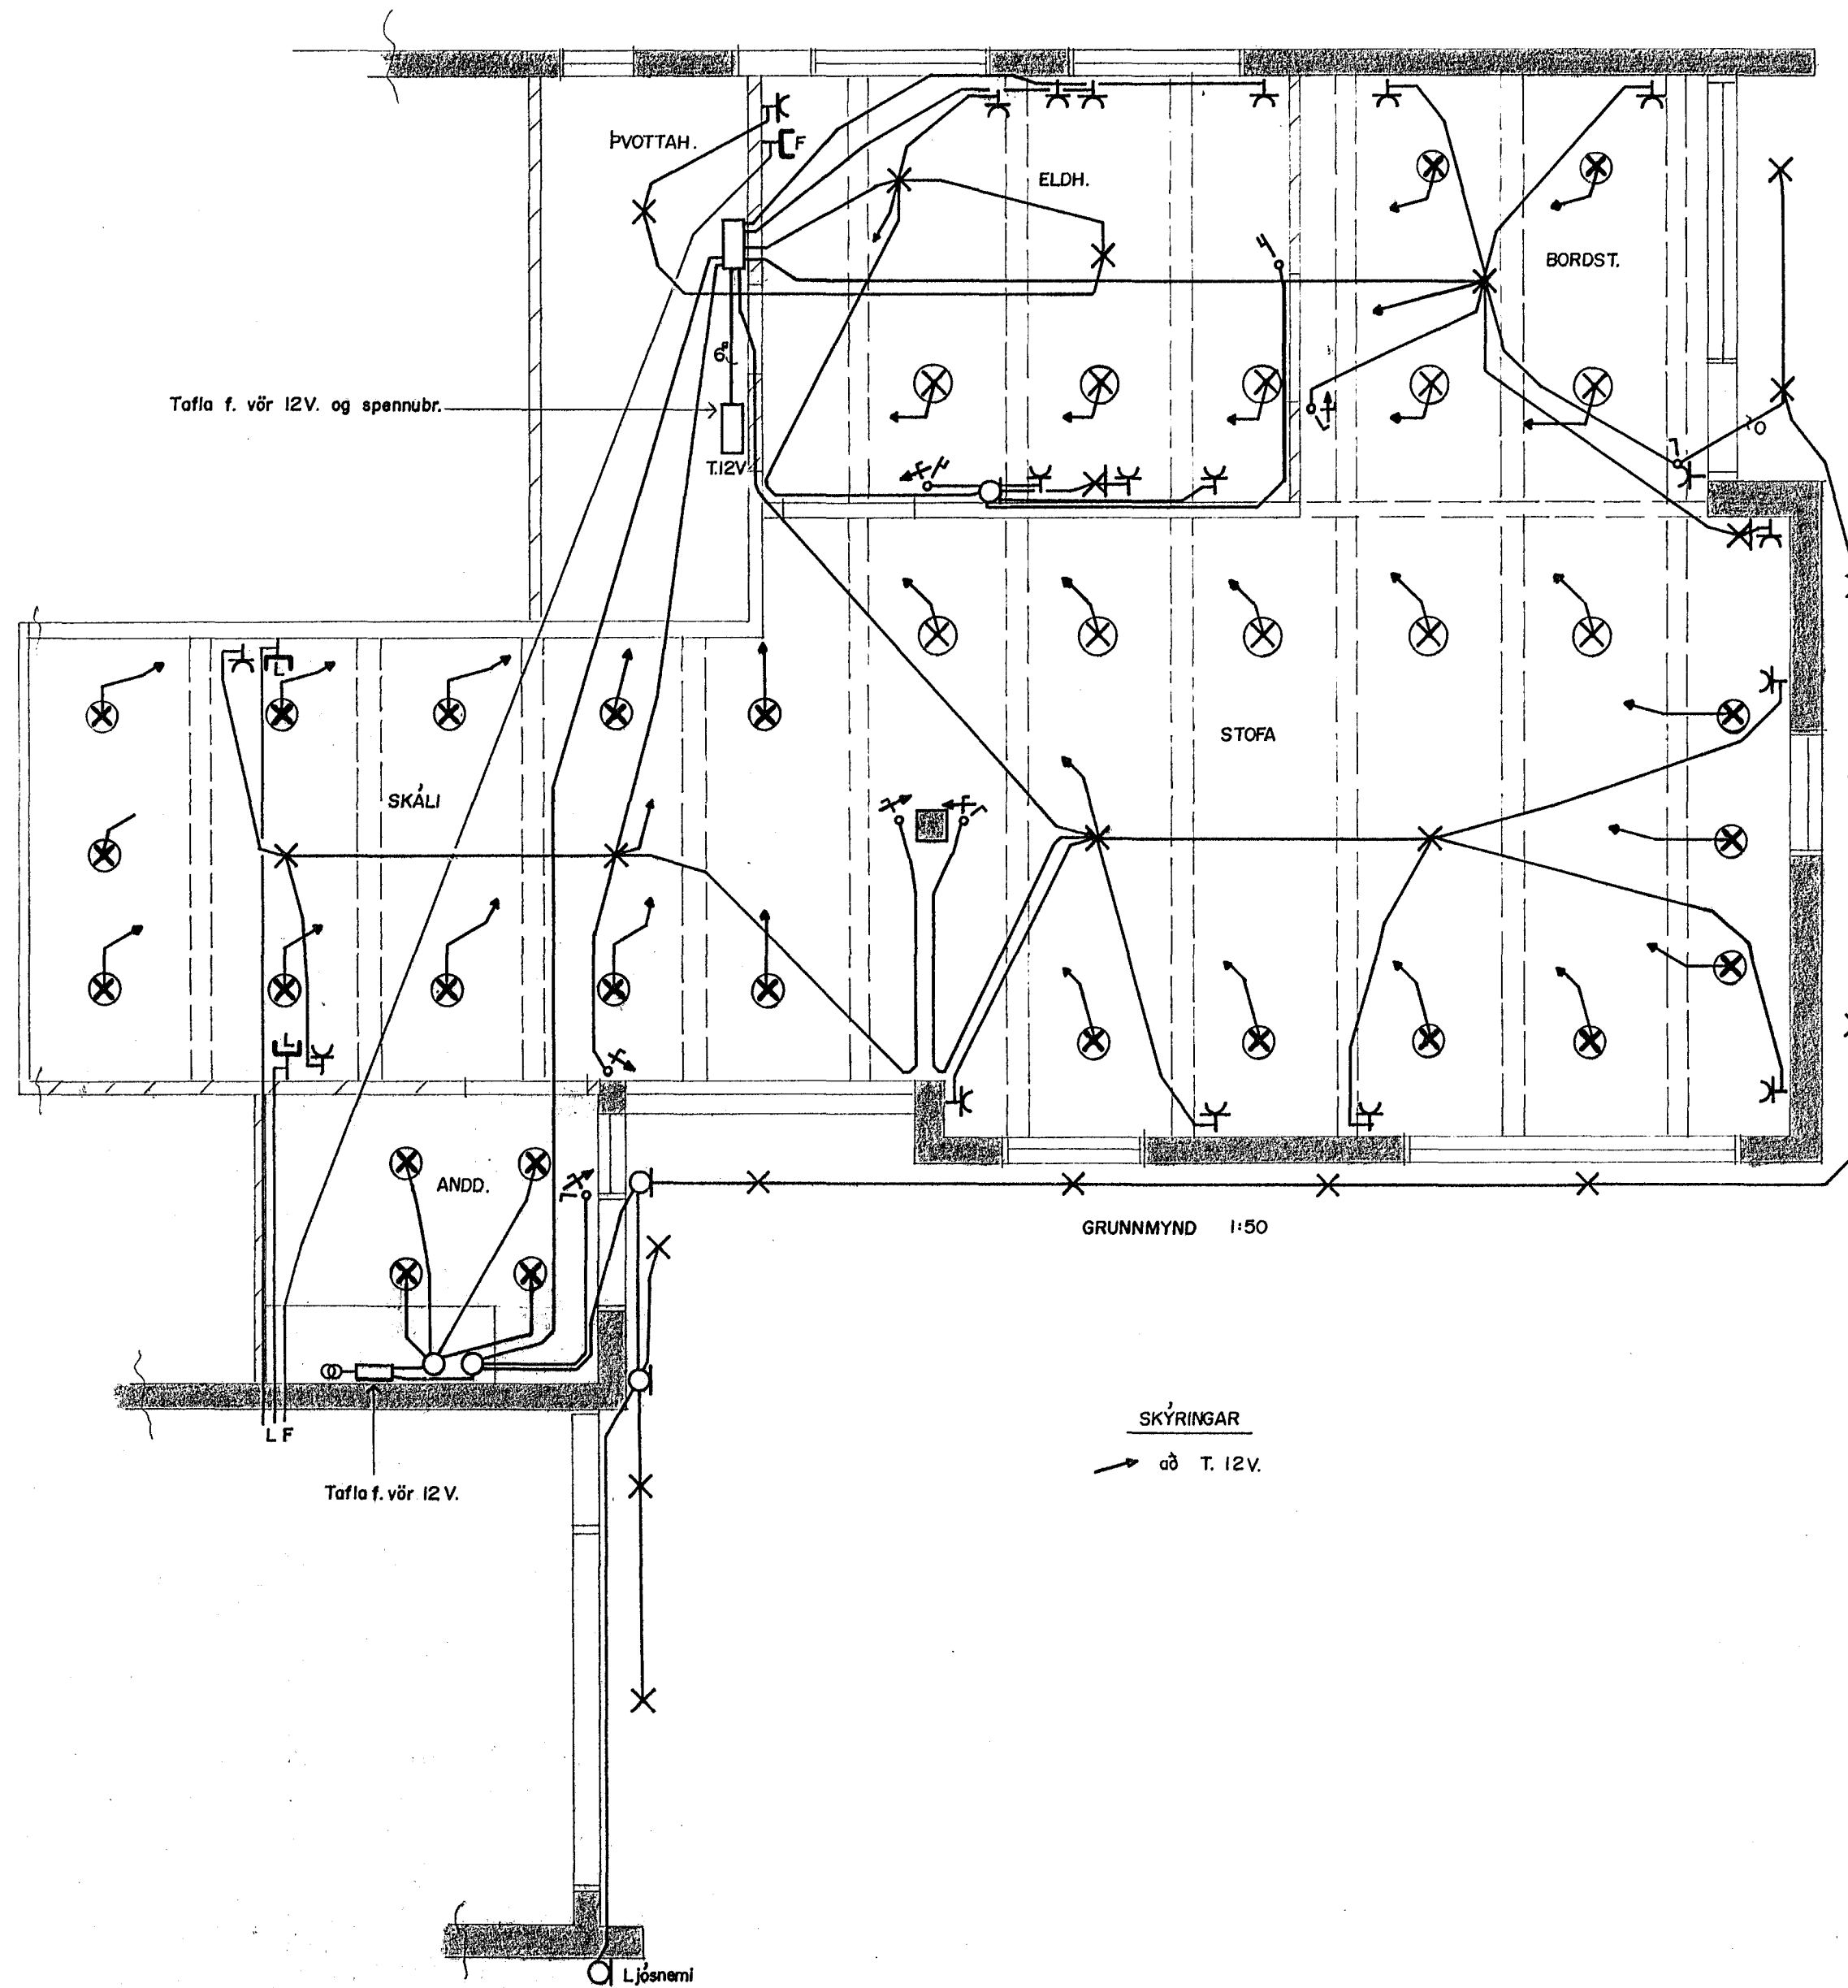 ÞVOTTAH.
F
ELDH.
BORDST.
6P
Tafla f. vör 12V. og spennubr.
T.12V
O
L
SKÁLI
STOFA
L
ANDD.
GRUNNMYND 1:50
L F
Tafla f. vör 12 V.
SKÝRINGAR
að T. 12V.
Ljósnemi